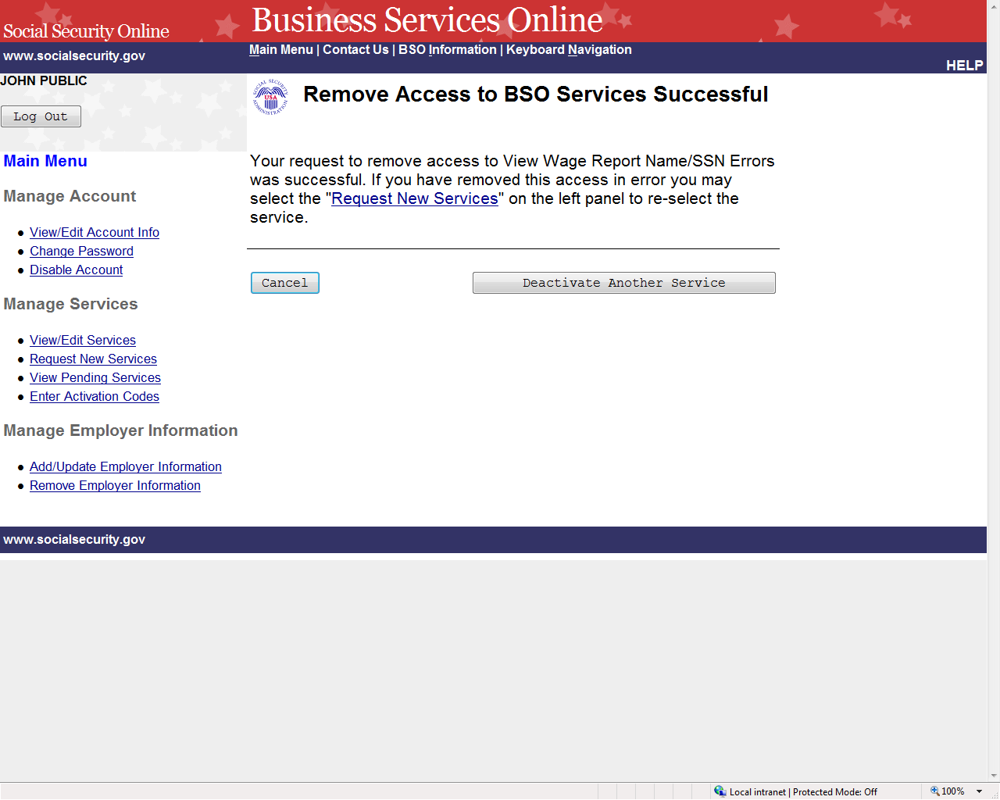 Social Security Online
Business Services Online
www.socialsecurity.gov
Main Menu | Contact Us | BSO Information | Keyboard Navigation
HELP
JOHN PUBLIC
Log Out
SOCIAL SECURITY ADMINISTRATION
USA
Remove Access to BSO Services Successful
Main Menu
Manage Account
View/Edit Account Info
Change Password
Disable Account
Manage Services
View/Edit Services
Request New Services
View Pending Services
Enter Activation Codes
Manage Employer Information
Add/Update Employer Information
Remove Employer Information
Your request to remove access to View Wage Report Name/SSN Errors
was successful. If you have removed this access in error you may
select the "Request New Services" on the left panel to re-select the
service.
Cancel
Deactivate Another Service
www.socialsecurity.gov
Local intranet | Protected Mode: Off
100%